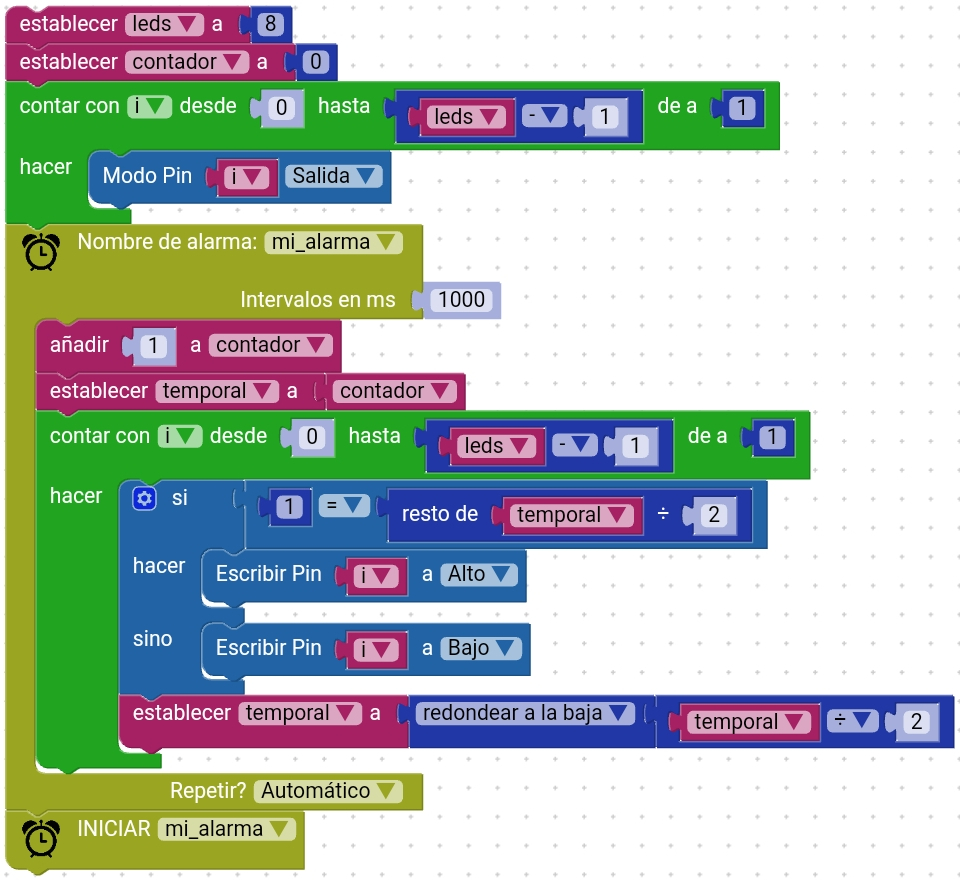 establecer leds a 8
establecer contador a 0
contar con i desde 0 hasta leds - 1 de a 1
hacer Modo Pin i Salida
Nombre de alarma: mi_alarma
Intervalos en ms 1000
añadir 1 a contador
establecer temporal a contador
contar con i desde 0 hasta leds - 1 de a 1
hacer si 1 = resto de temporal ÷ 2
hacer Escribir Pin i a Alto
sino Escribir Pin i a Bajo
establecer temporal a redondear a la baja temporal ÷ 2
Repetir? Automático
INICIAR mi_alarma